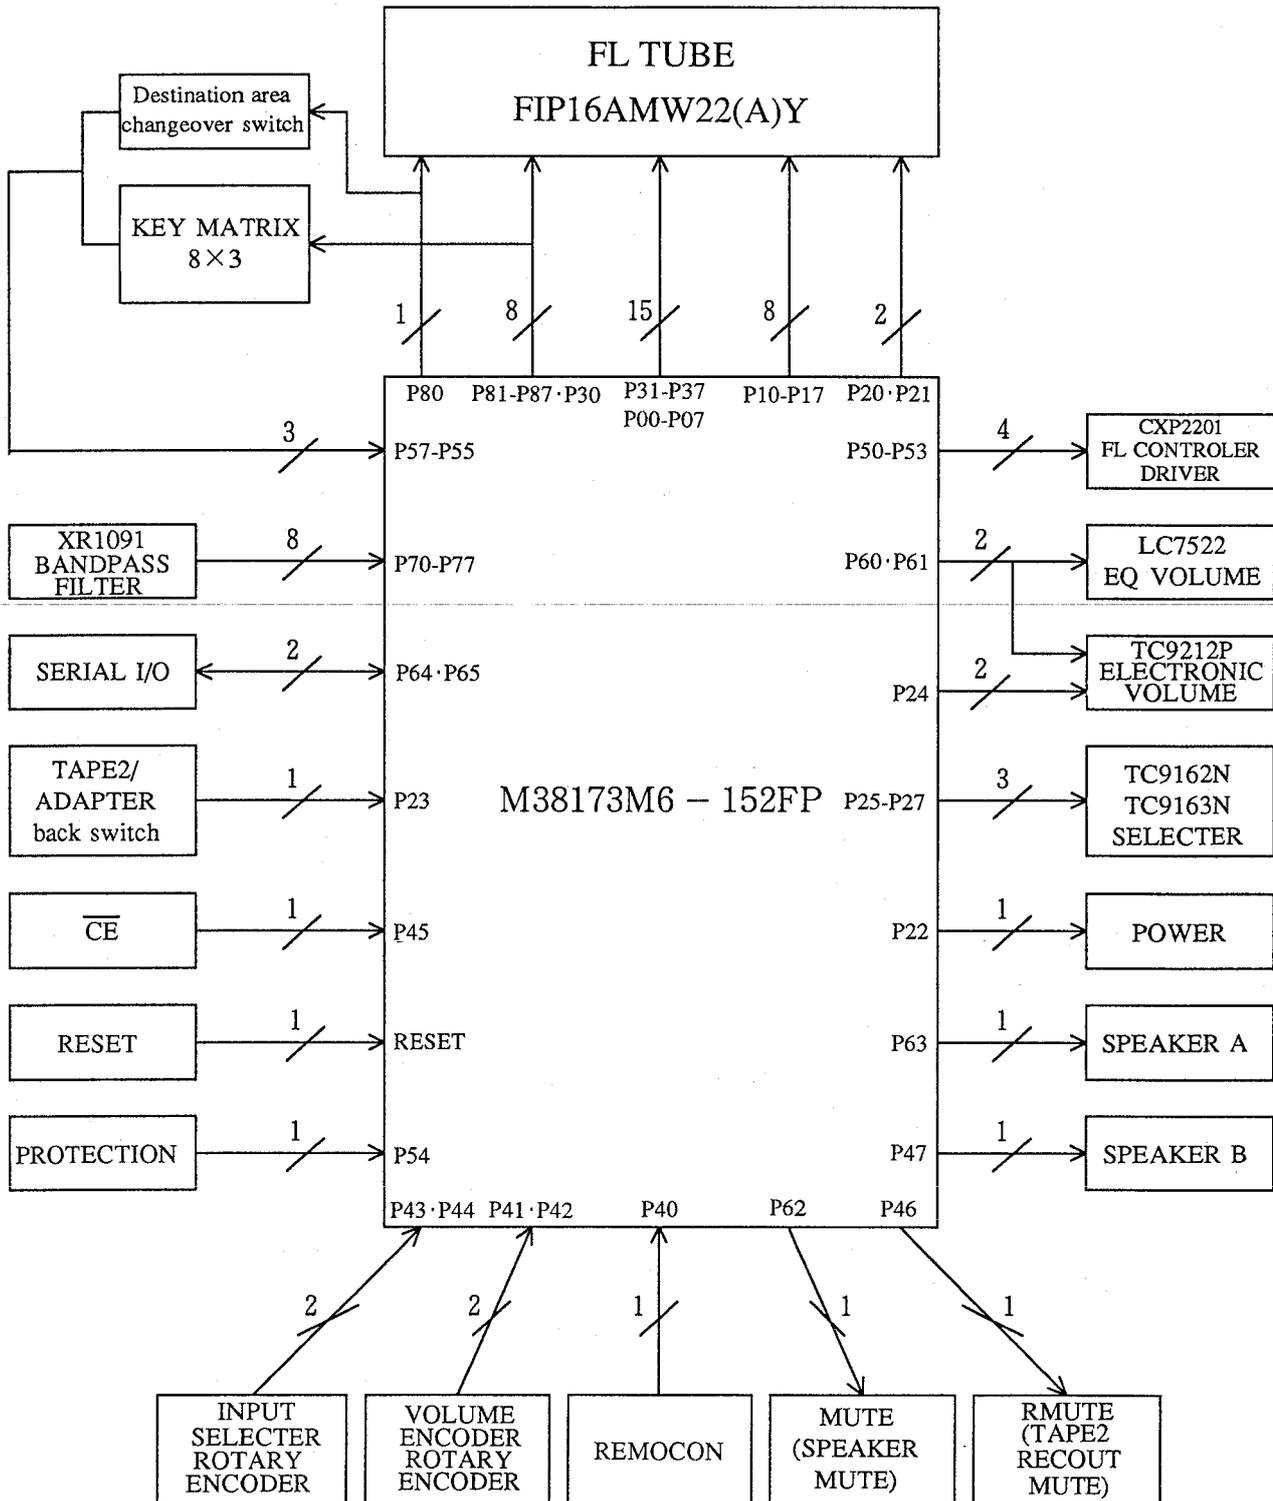 FL TUBE
FIP16AMW22(A)Y
Destination area
changeover switch
KEY MATRIX
8×3
1
8
15
8
2
P80
P81-P87·P30
P31-P37
P00-P07
P10-P17
P20·P21
3
P57-P55
P50-P53
4
CXP2201
FL CONTROLER
DRIVER
XR1091
BANDPASS
FILTER
8
P70-P77
P60·P61
2
LC7522
EQ VOLUME
SERIAL I/O
2
P64·P65
P24
2
TC9212P
ELECTRONIC
VOLUME
TAPE2/
ADAPTER
back switch
1
P23
M38173M6 – 152FP
P25-P27
3
TC9162N
TC9163N
SELECTER
C̅E̅
1
P45
P22
1
POWER
RESET
1
RESET
P63
1
SPEAKER A
PROTECTION
1
P54
P47
1
SPEAKER B
P43·P44
P41·P42
P40
P62
P46
2
2
1
1
1
INPUT
SELECTER
ROTARY
ENCODER
VOLUME
ENCODER
ROTARY
ENCODER
REMOCON
MUTE
(SPEAKER
MUTE)
RMUTE
(TAPE2
RECOUT
MUTE)